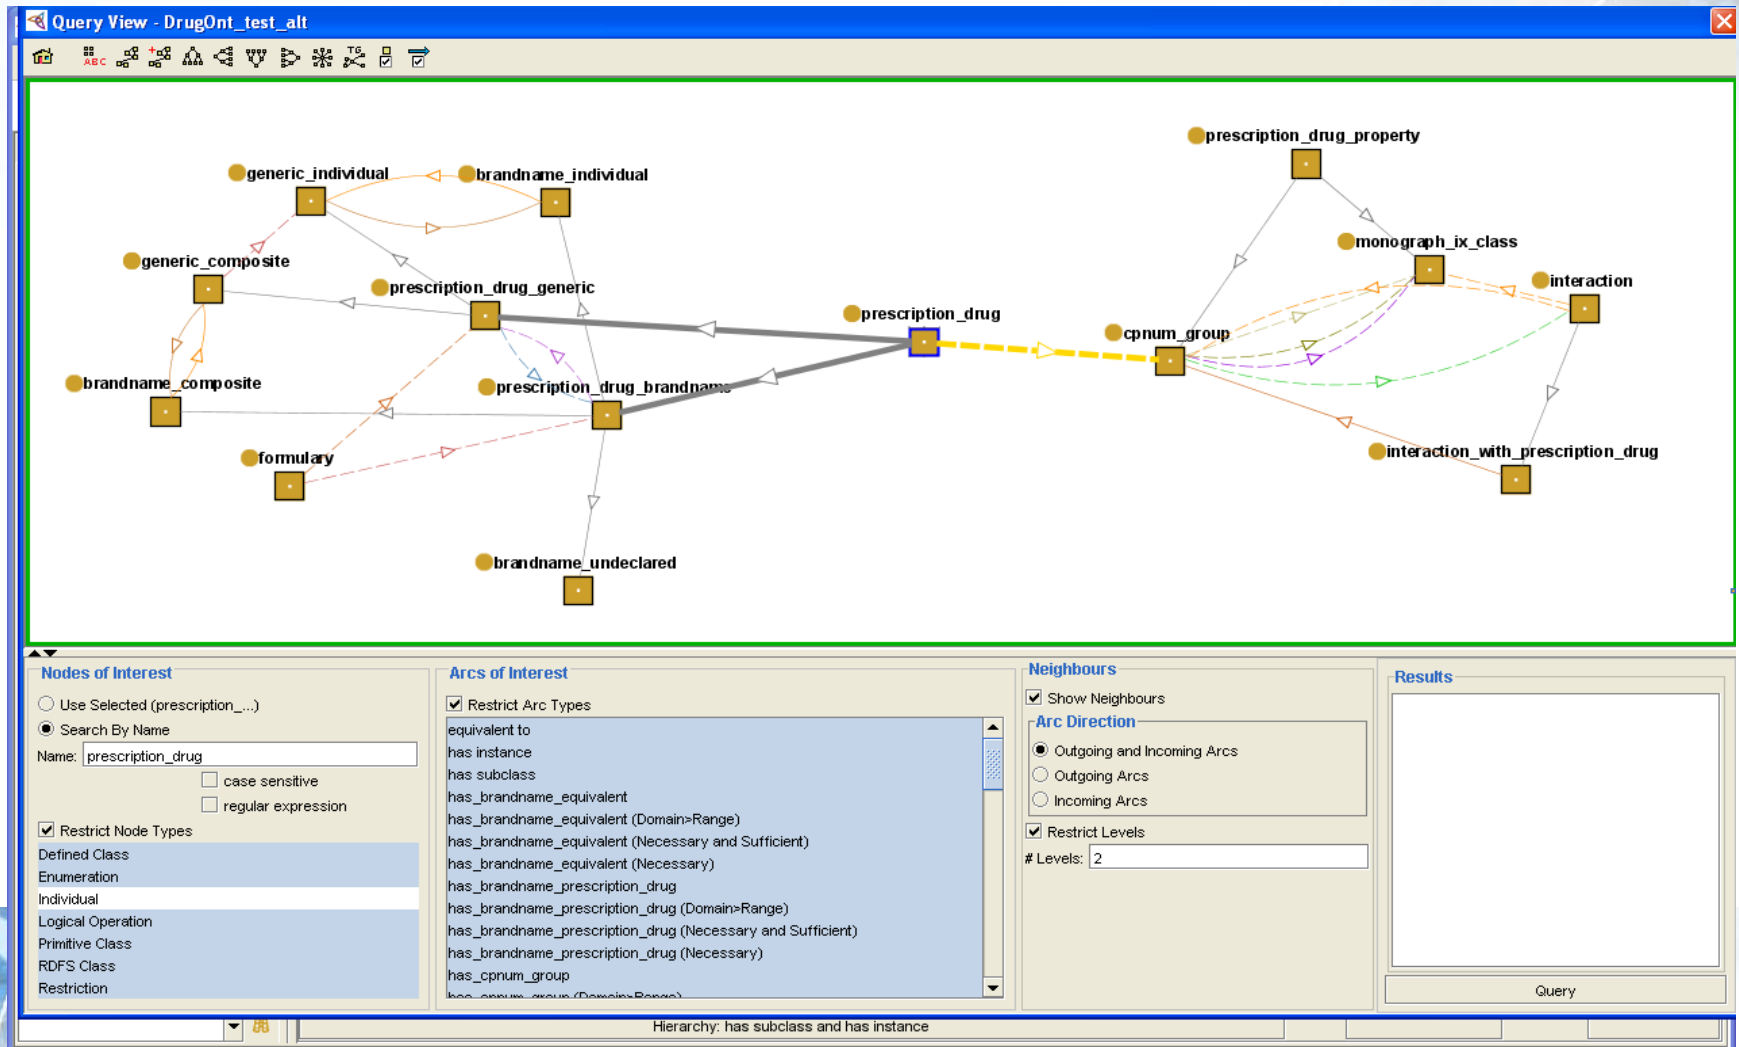 Query View - DrugOnt_test_alt
ABC
TG
prescription_drug_property
generic_individual
brandname_individual
monograph_ix_class
generic_composite
interaction
prescription_drug_generic
prescription_drug
cpnum_group
brandname_composite
prescription_drug_brandname
formulary
interaction_with_prescription_drug
brandname_undeclared
Nodes of Interest
Use Selected (prescription_...)
Search By Name
Name: prescription_drug
case sensitive
regular expression
Restrict Node Types
Defined Class
Enumeration
Individual
Logical Operation
Primitive Class
RDFS Class
Restriction
Arcs of Interest
Restrict Arc Types
equivalent to
has instance
has subclass
has_brandname_equivalent
has_brandname_equivalent (Domain>Range)
has_brandname_equivalent (Necessary and Sufficient)
has_brandname_equivalent (Necessary)
has_brandname_prescription_drug
has_brandname_prescription_drug (Domain>Range)
has_brandname_prescription_drug (Necessary and Sufficient)
has_brandname_prescription_drug (Necessary)
has_cpnum_group
has_cpnum_group (Domain>Range)
Neighbours
Show Neighbours
Arc Direction
Outgoing and Incoming Arcs
Outgoing Arcs
Incoming Arcs
Restrict Levels
# Levels: 2
Results
Query
Hierarchy: has subclass and has instance